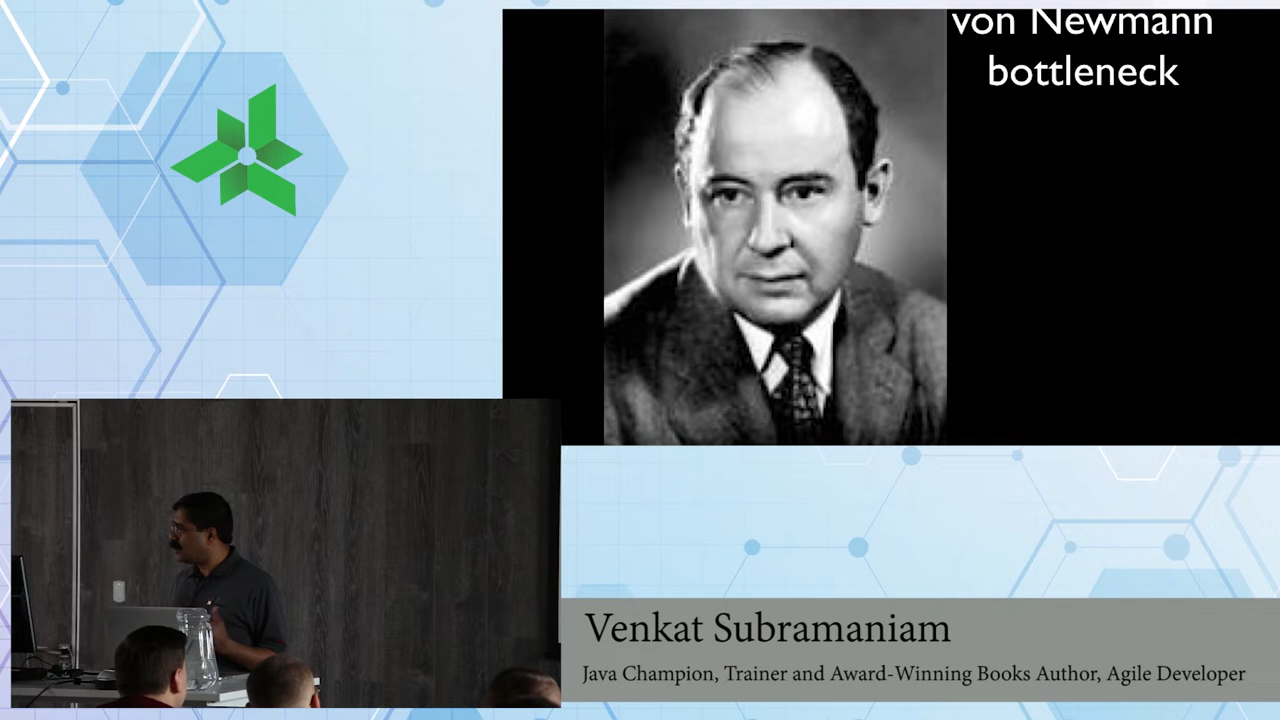 von Newmann
bottleneck
Venkat Subramaniam
Java Champion, Trainer and Award-Winning Books Author, Agile Developer